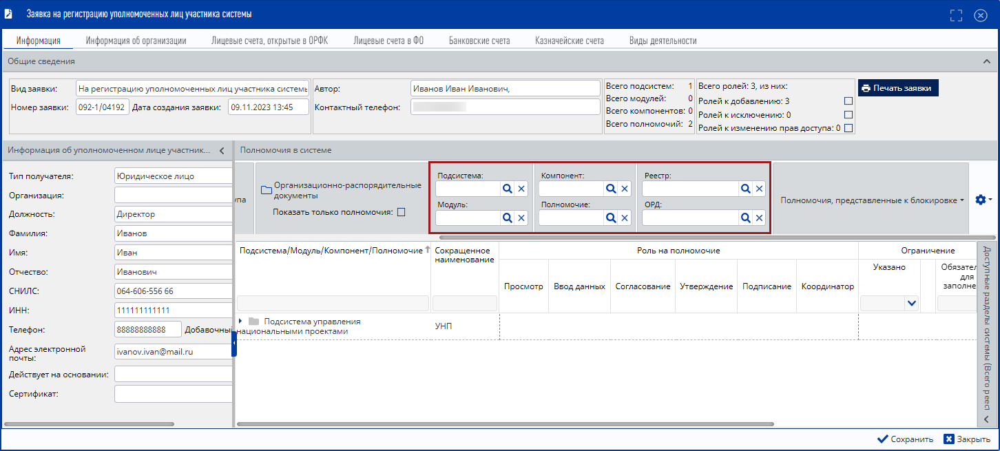 Заявка на регистрацию уполномоченных лиц участника системы
Информация
Информация об организации
Лицевые счета, открытые в ОРФК
Лицевые счета в ФО
Банковские счета
Казначейские счета
Виды деятельности
Общие сведения
Вид заявки: На регистрацию уполномоченных лиц участника системы
Номер заявки: 092-1/04192 Дата создания заявки: 09.11.2023 13:45
Автор: Иванов Иван Иванович,
Контактный телефон:
Всего подсистем: 1
Всего модулей: 0
Всего компонентов: 0
Всего полномочий: 2
Всего ролей: 3, из них:
Ролей к добавлению: 3
Ролей к исключению: 0
Ролей к изменению прав доступа: 0
Печать заявки
Информация об уполномоченном лице участник...
Тип получателя: Юридическое лицо
Организация:
Должность: Директор
Фамилия: Иванов
Имя: Иван
Отчество: Иванович
СНИЛС: 064-606-556 66
ИНН: 111111111111
Телефон: 88888888888 Добавочный
Адрес электронной
почты: ivanov.ivan@mail.ru
Действует на основании:
Сертификат:
Полномочия в системе
упа
Организационно-распорядительные
документы
Показать только полномочия:
Подсистема:
Модуль:
Компонент:
Полномочие:
Реестр:
ОРД:
Полномочия, представленные к блокировке
Подсистема/Модуль/Компонент/Полномочие
Сокращенное
наименование
Роль на полномочие
Просмотр
Ввод данных
Согласование
Утверждение
Подписание
Координатор
Ограничение
Указано
Обязател
для
заполне
Подсистема управления
национальными проектами
УНП
Доступные разделы системы (Всего реест
Сохранить
Закрыть